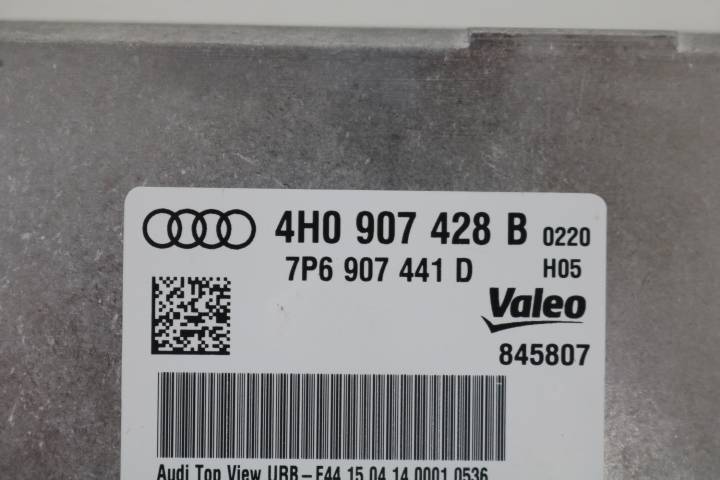 4H0 907 428 B 0220
7P6 907 441 D H05
Valeo
845807
Audi Top View UBB-F44 15.04.14 0001 0536